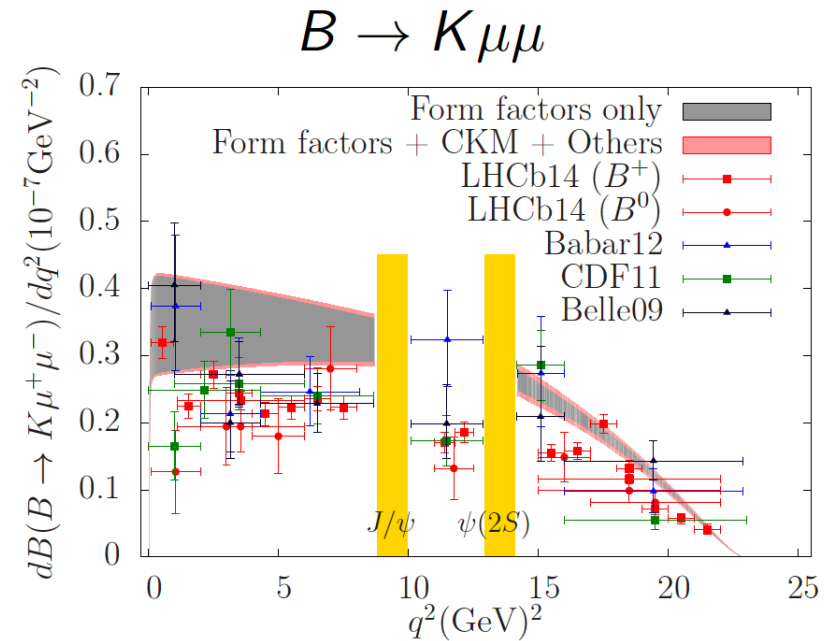 B → Kμμ
dB(B → Kμ⁺μ⁻)/dq²(10⁻⁷GeV⁻²)
0.7
0.6
0.5
0.4
0.3
0.2
0.1
0
Form factors only
Form factors + CKM + Others
LHCb14 (B⁺)
LHCb14 (B⁰)
Babar12
CDF11
Belle09
J/ψ
ψ(2S)
0 5 10 15 20 25
q²(GeV)²